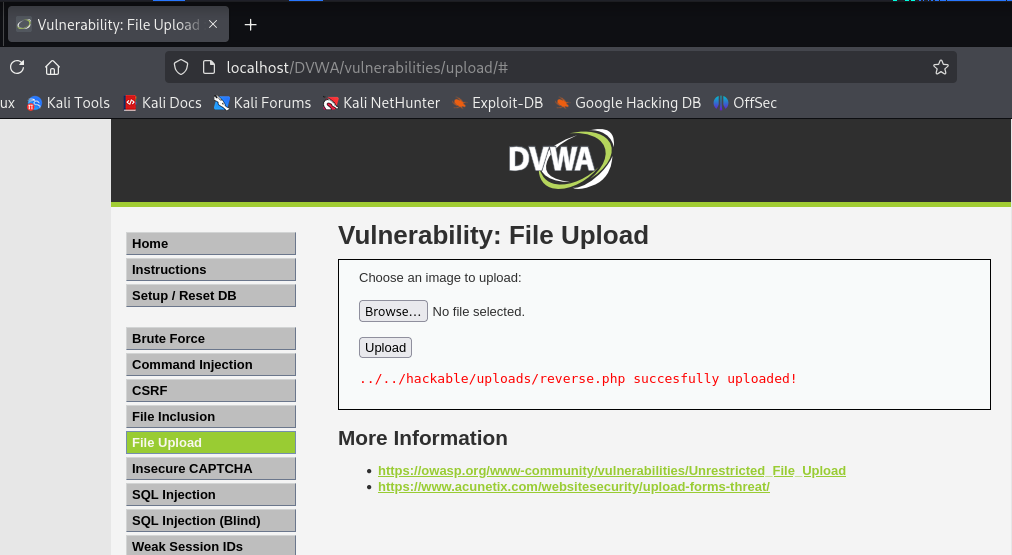 Vulnerability: File Upload
localhost/DVWA/vulnerabilities/upload/#
ux Kali Tools Kali Docs Kali Forums Kali NetHunter Exploit-DB Google Hacking DB OffSec
DVWA
Home
Instructions
Setup / Reset DB
Brute Force
Command Injection
CSRF
File Inclusion
File Upload
Insecure CAPTCHA
SQL Injection
SQL Injection (Blind)
Weak Session IDs
Vulnerability: File Upload
Choose an image to upload:
Browse... No file selected.
Upload
../../hackable/uploads/reverse.php succesfully uploaded!
More Information
https://owasp.org/www-community/vulnerabilities/Unrestricted_File_Upload
https://www.acunetix.com/websitesecurity/upload-forms-threat/